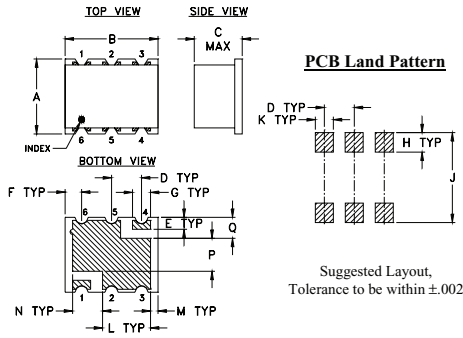 TOP VIEW
SIDE VIEW
B
C
MAX
1 2 3
A
INDEX
6 5 4
BOTTOM VIEW
D TYP
F TYP
G TYP
6 5 4
E TYP
Q
P
1 2 3
N TYP
M TYP
L TYP
PCB Land Pattern
D TYP
K TYP
H TYP
J
Suggested Layout,
Tolerance to be within ±.002